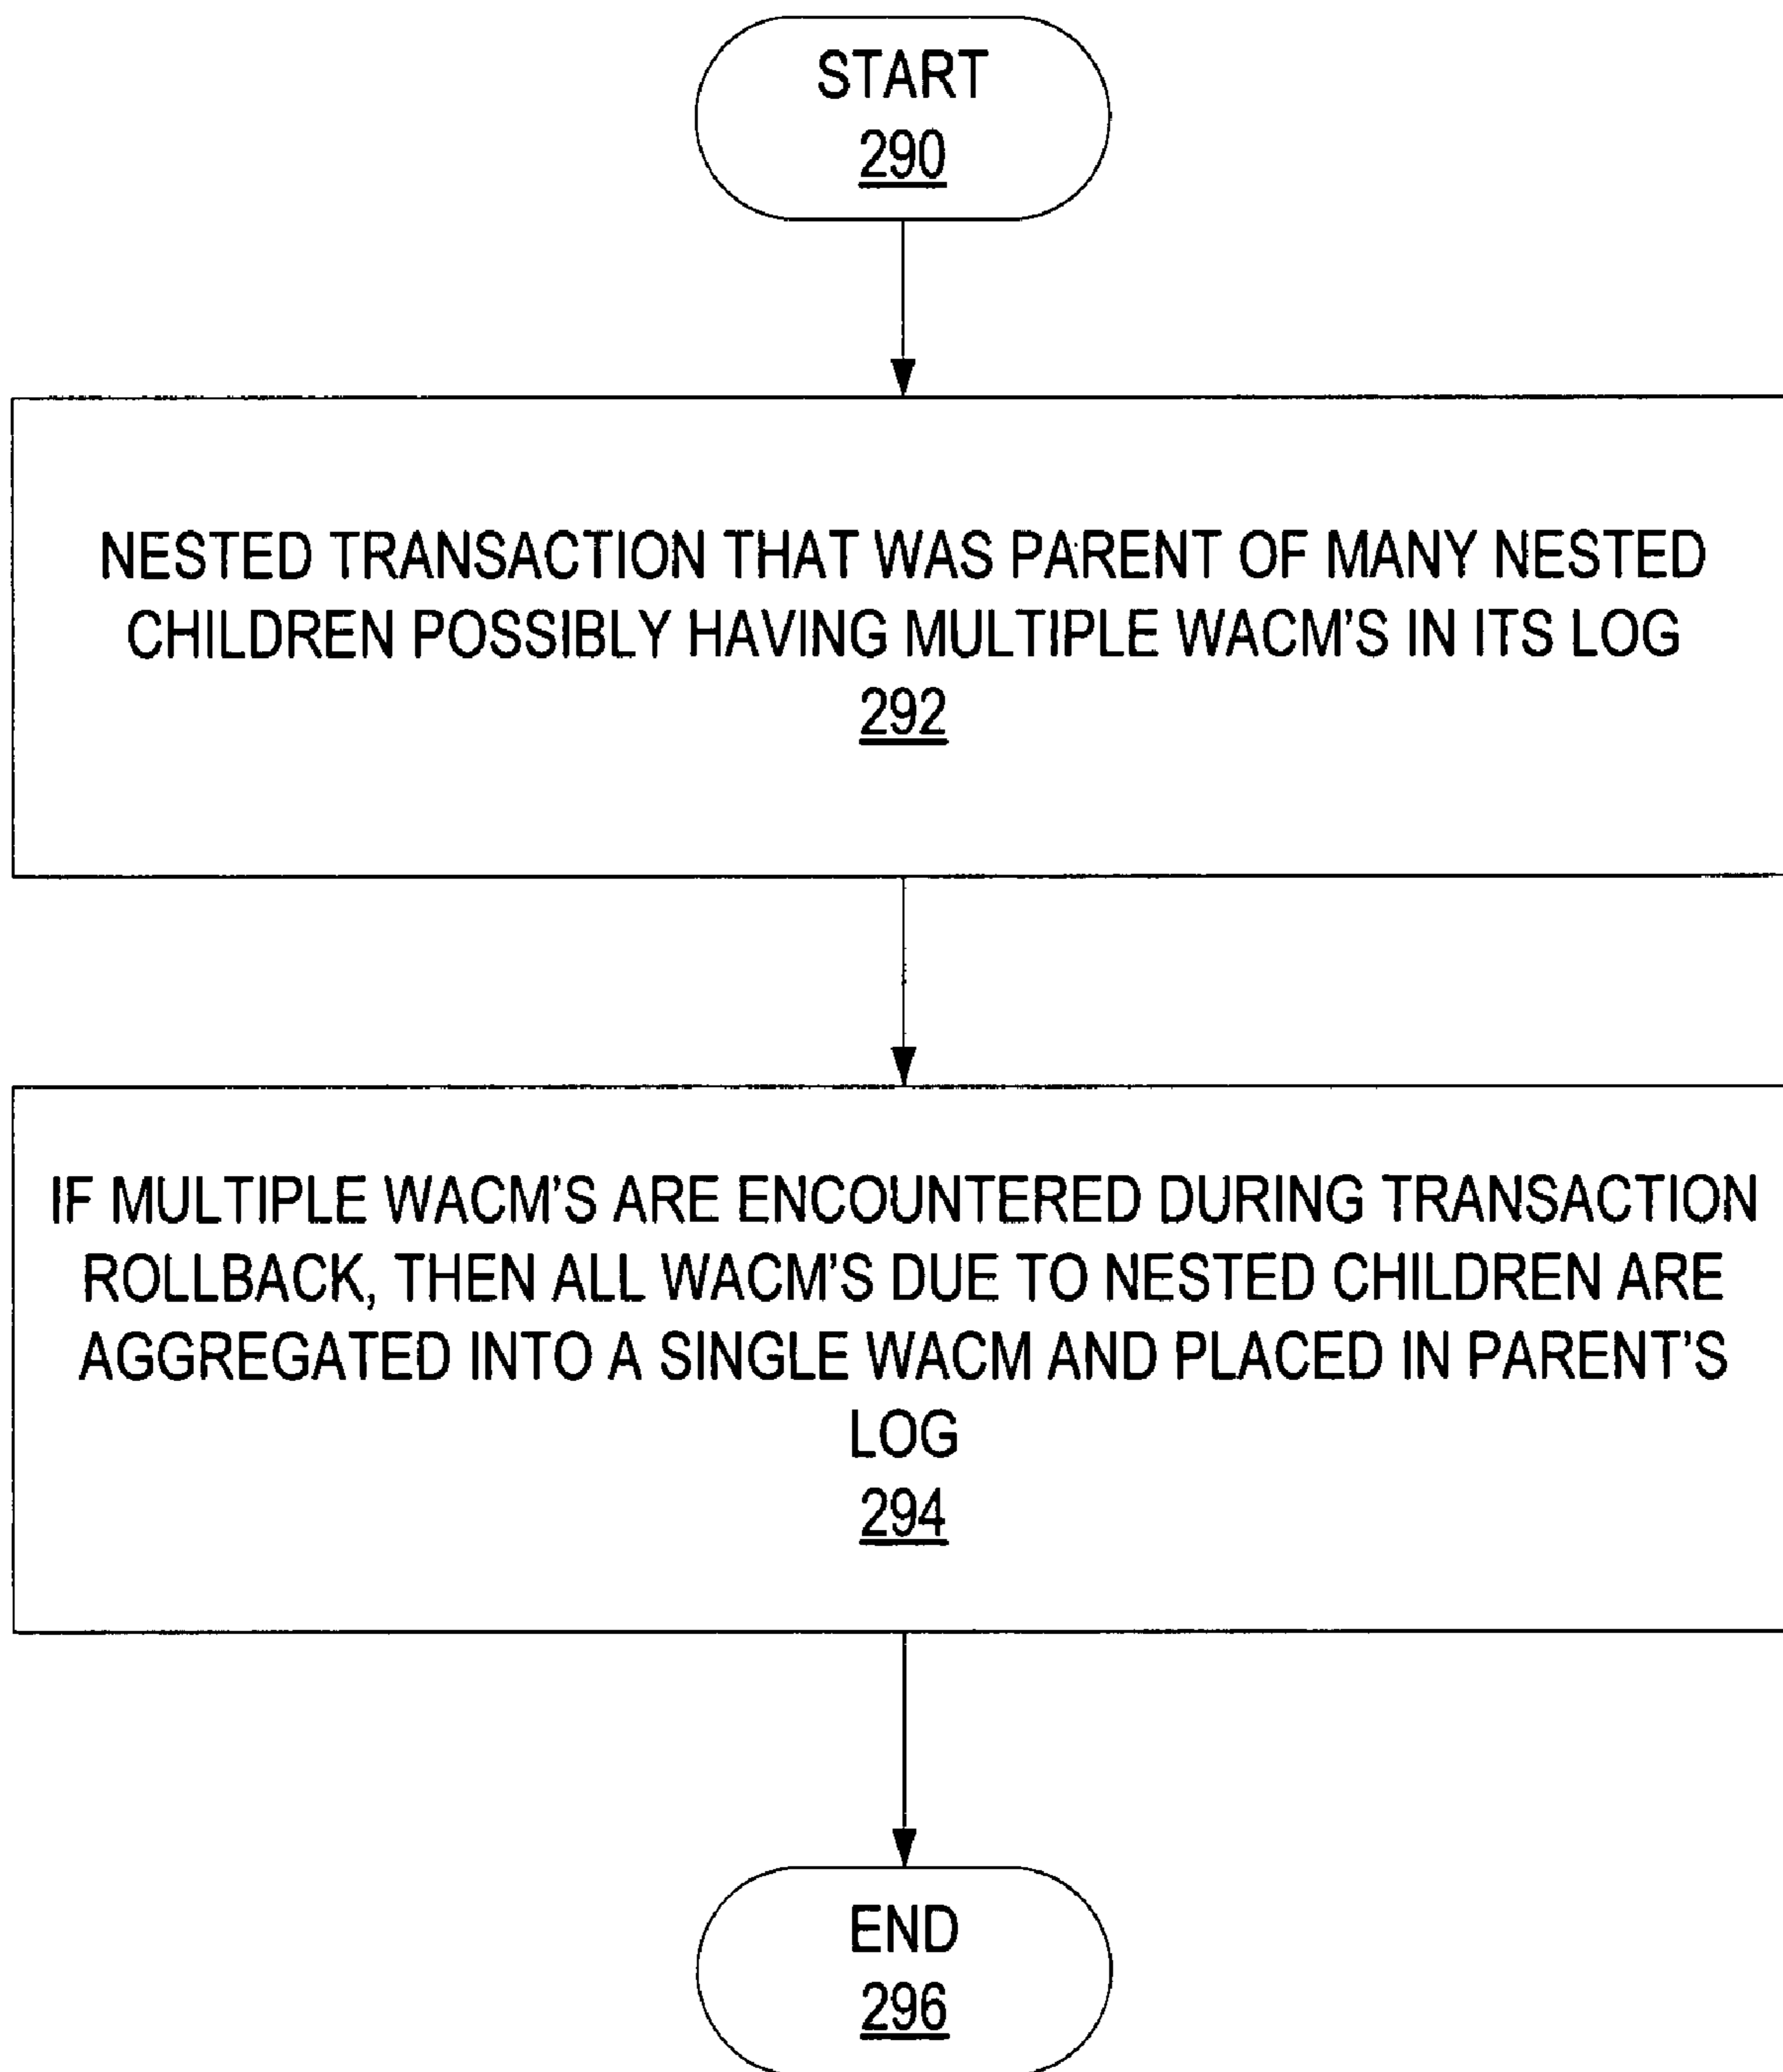 START
290
NESTED TRANSACTION THAT WAS PARENT OF MANY NESTED
CHILDREN POSSIBLY HAVING MULTIPLE WACM'S IN ITS LOG
292
IF MULTIPLE WACM'S ARE ENCOUNTERED DURING TRANSACTION
ROLLBACK, THEN ALL WACM'S DUE TO NESTED CHILDREN ARE
AGGREGATED INTO A SINGLE WACM AND PLACED IN PARENT'S
LOG
294
END
296